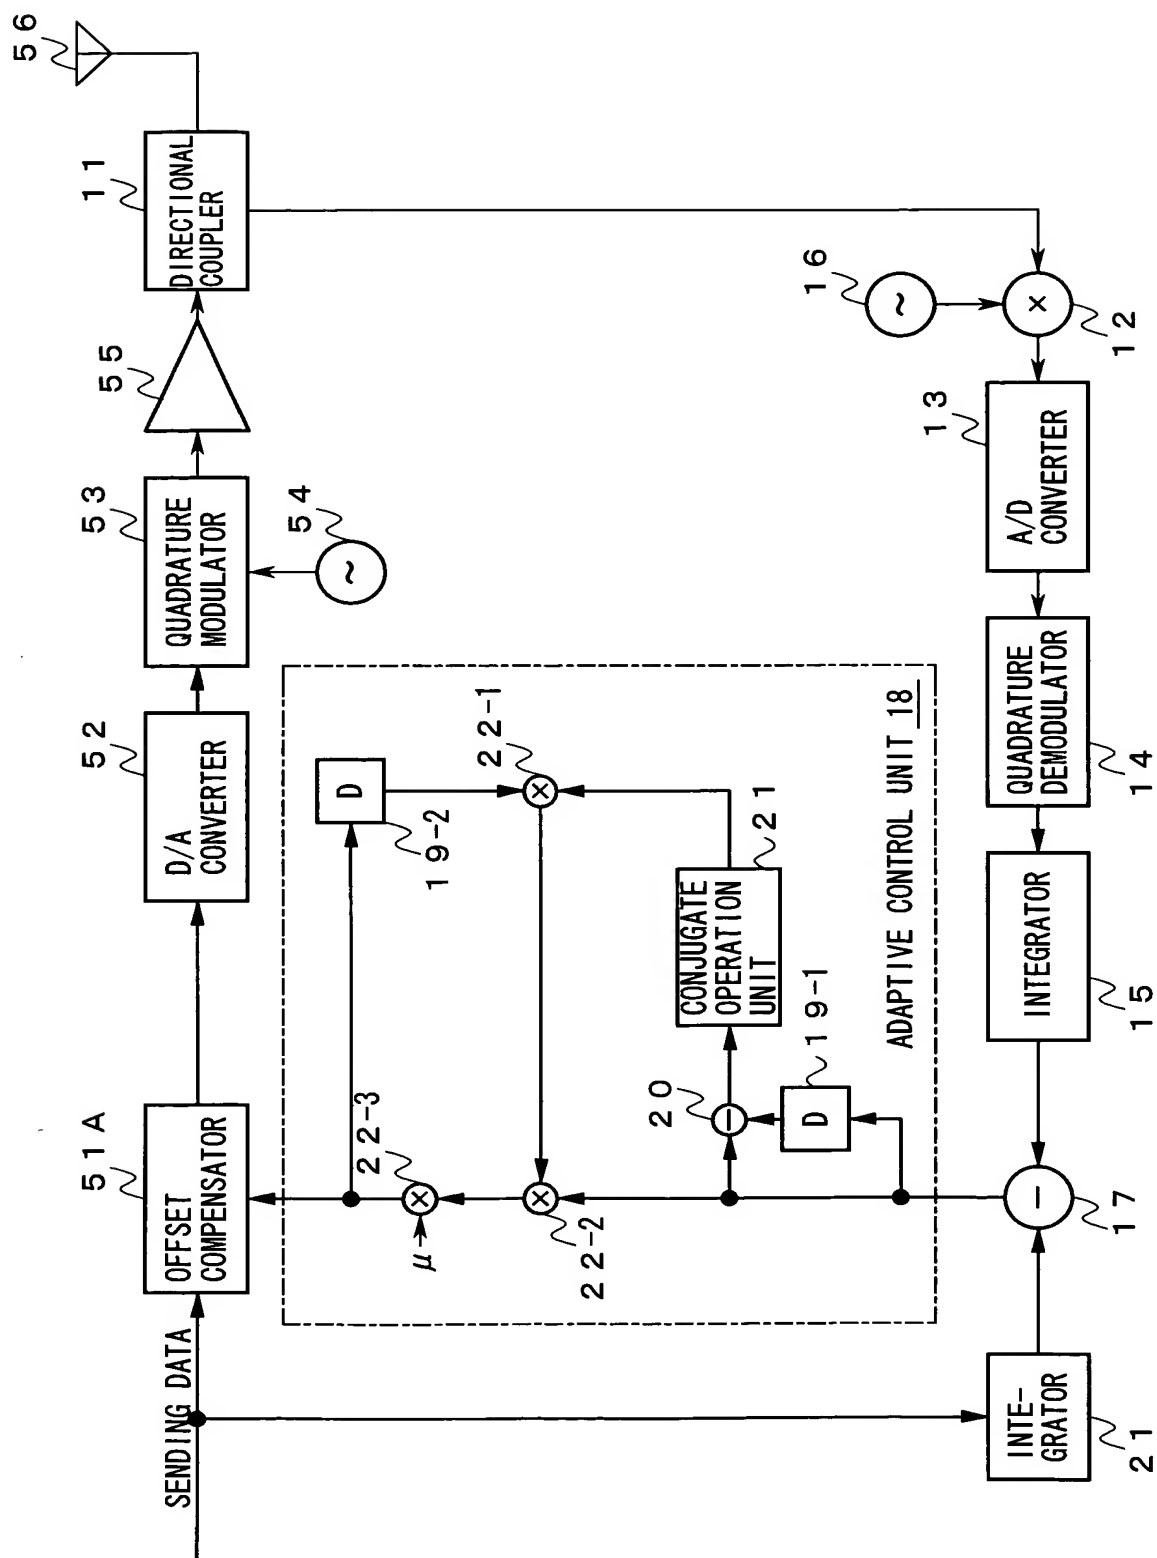 SENDING DATA
51A
OFFSET
COMPENSATOR
52
D/A
CONVERTER
53
QUADRATURE
MODULATOR
54
~
55
11
DIRECTIONAL
COUPLER
56
μ
×
22-3
×
22-2
D
19-2
×
22-1
20
−
D
19-1
CONJUGATE
OPERATION
UNIT
21
ADAPTIVE CONTROL UNIT 18
16
~
×
12
13
A/D
CONVERTER
QUADRATURE
DEMODULATOR
14
INTEGRATOR
15
−
17
INTE-
GRATOR
21